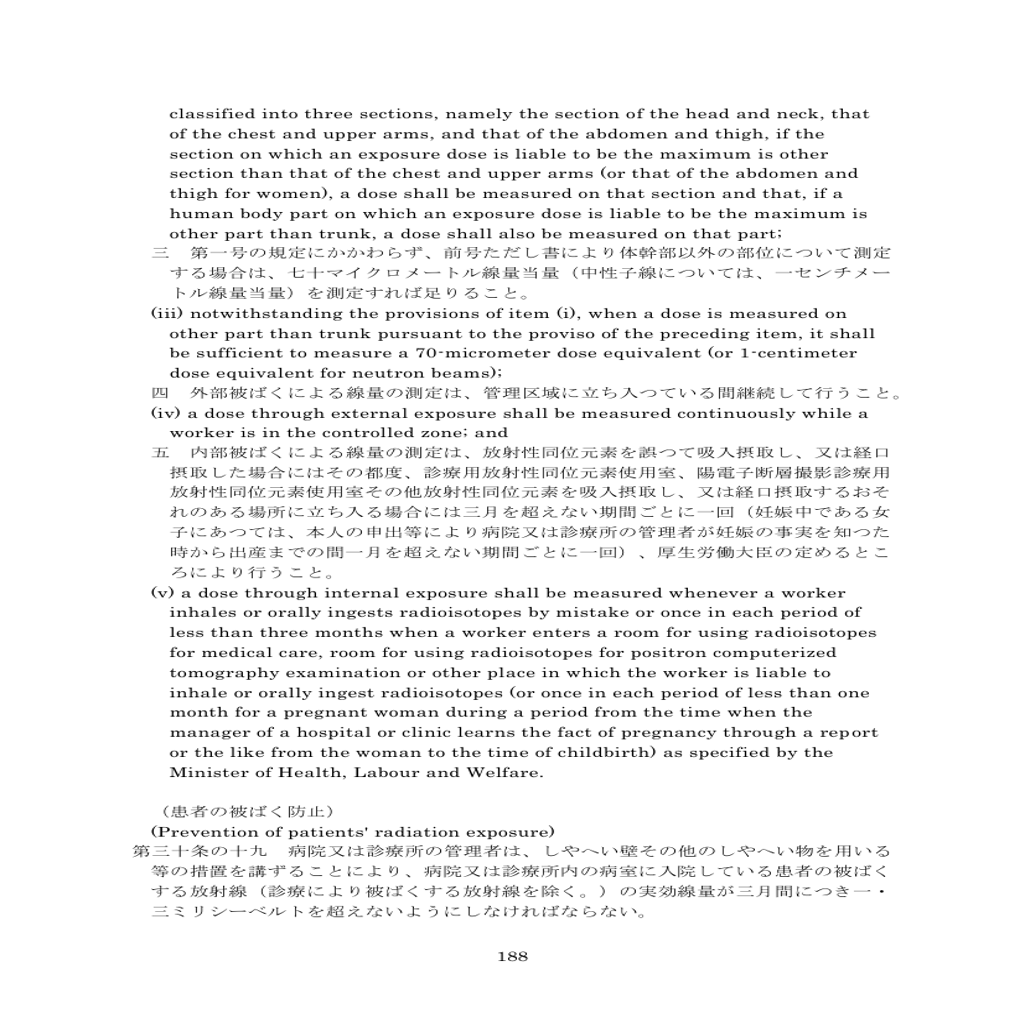 classified into three sections, namely the section of the head and neck, that
of the chest and upper arms, and that of the abdomen and thigh, if the
section on which an exposure dose is liable to be the maximum is other
section than that of the chest and upper arms (or that of the abdomen and
thigh for women), a dose shall be measured on that section and that, if a
human body part on which an exposure dose is liable to be the maximum is
other part than trunk, a dose shall also be measured on that part;
三　第一号の規定にかかわらず、前号ただし書により体幹部以外の部位について測定
する場合は、七十マイクロメートル線量当量（中性子線については、一センチメー
トル線量当量）を測定すれば足りること。
(iii) notwithstanding the provisions of item (i), when a dose is measured on
other part than trunk pursuant to the proviso of the preceding item, it shall
be sufficient to measure a 70-micrometer dose equivalent (or 1-centimeter
dose equivalent for neutron beams);
四　外部被ばくによる線量の測定は、管理区域に立ち入つている間継続して行うこと。
(iv) a dose through external exposure shall be measured continuously while a
worker is in the controlled zone; and
五　内部被ばくによる線量の測定は、放射性同位元素を誤つて吸入摂取し、又は経口
摂取した場合にはその都度、診療用放射性同位元素使用室、陽電子断層撮影診療用
放射性同位元素使用室その他放射性同位元素を吸入摂取し、又は経口摂取するおそ
れのある場所に立ち入る場合には三月を超えない期間ごとに一回（妊娠中である女
子にあつては、本人の申出等により病院又は診療所の管理者が妊娠の事実を知つた
時から出産までの間一月を超えない期間ごとに一回）、厚生労働大臣の定めるとこ
ろにより行うこと。
(v) a dose through internal exposure shall be measured whenever a worker
inhales or orally ingests radioisotopes by mistake or once in each period of
less than three months when a worker enters a room for using radioisotopes
for medical care, room for using radioisotopes for positron computerized
tomography examination or other place in which the worker is liable to
inhale or orally ingest radioisotopes (or once in each period of less than one
month for a pregnant woman during a period from the time when the
manager of a hospital or clinic learns the fact of pregnancy through a report
or the like from the woman to the time of childbirth) as specified by the
Minister of Health, Labour and Welfare.
（患者の被ばく防止）
(Prevention of patients' radiation exposure)
第三十条の十九　病院又は診療所の管理者は、しやへい壁その他のしやへい物を用いる
等の措置を講ずることにより、病院又は診療所内の病室に入院している患者の被ばく
する放射線（診療により被ばくする放射線を除く。）の実効線量が三月間につき一・
三ミリシーベルトを超えないようにしなければならない。
188